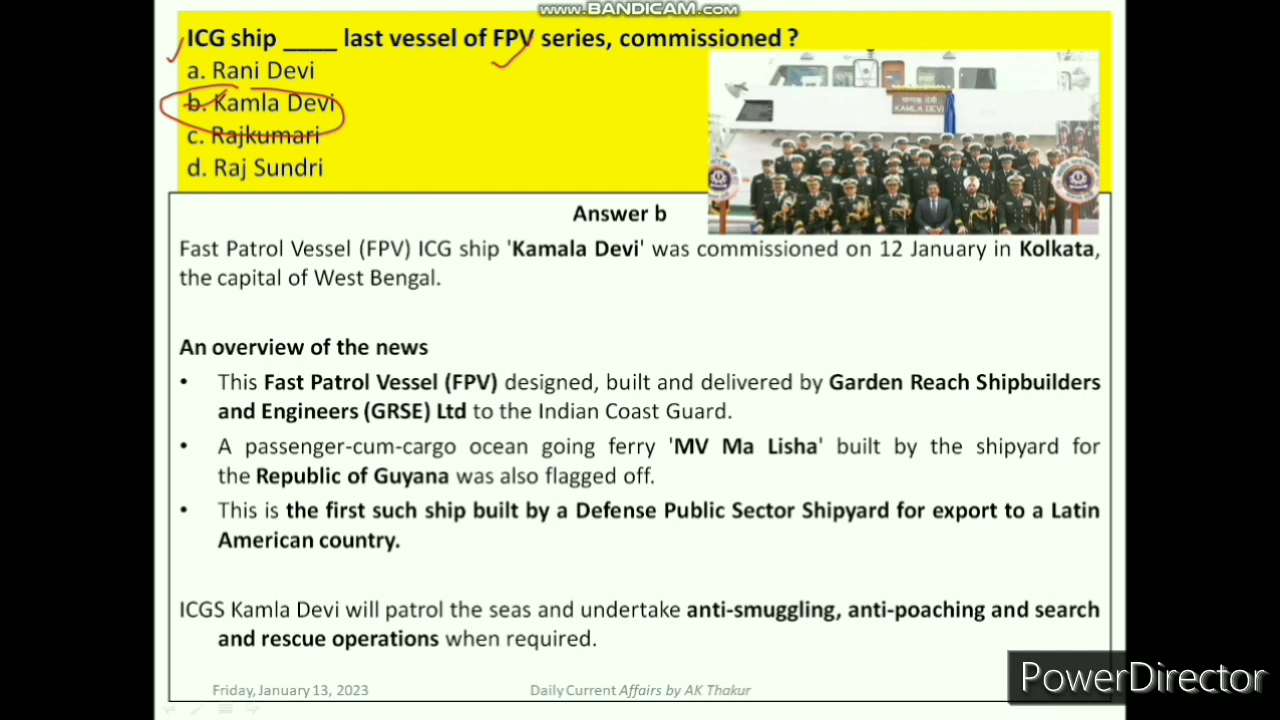 WWW.BANDICAM.COM
ICG ship ____ last vessel of FPV series, commissioned ?
a. Rani Devi
b. Kamla Devi
c. Rajkumari
d. Raj Sundri
KAMLA DEVI
Answer b
Fast Patrol Vessel (FPV) ICG ship 'Kamala Devi' was commissioned on 12 January in Kolkata,
the capital of West Bengal.
An overview of the news
• This Fast Patrol Vessel (FPV) designed, built and delivered by Garden Reach Shipbuilders
and Engineers (GRSE) Ltd to the Indian Coast Guard.
• A passenger-cum-cargo ocean going ferry 'MV Ma Lisha' built by the shipyard for
the Republic of Guyana was also flagged off.
• This is the first such ship built by a Defense Public Sector Shipyard for export to a Latin
American country.
ICGS Kamla Devi will patrol the seas and undertake anti-smuggling, anti-poaching and search
and rescue operations when required.
Friday, January 13, 2023
Daily Current Affairs by AK Thakur
PowerDirector